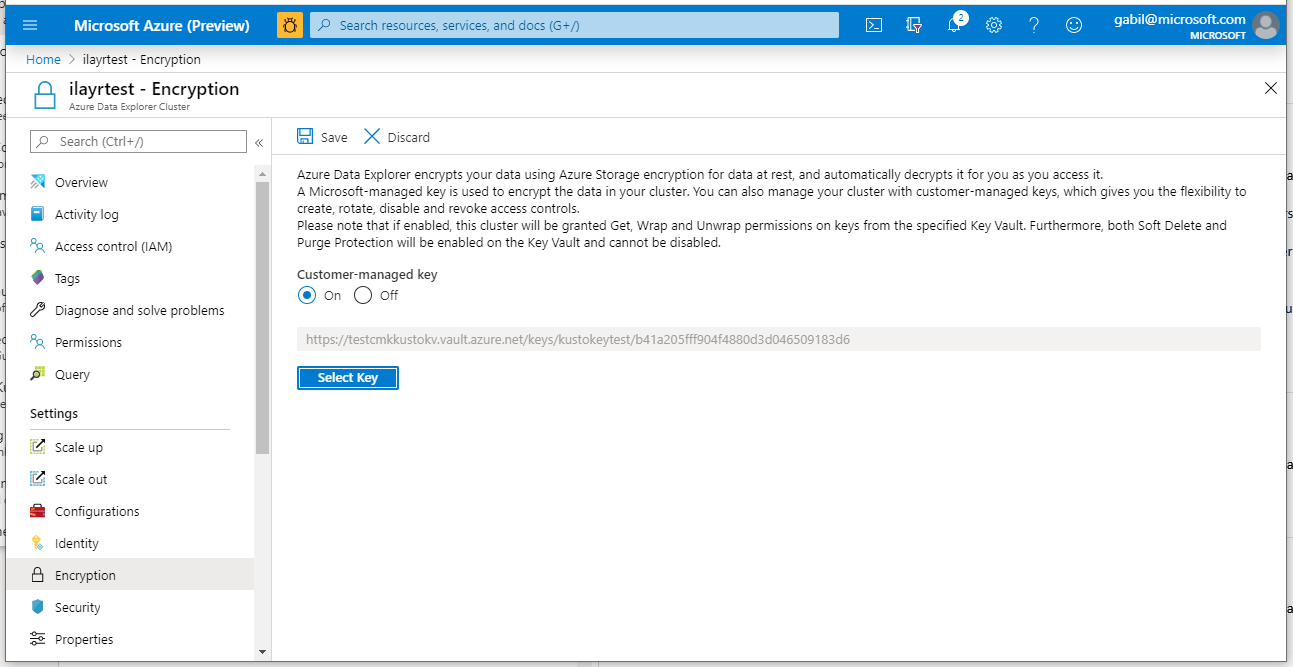 Microsoft Azure (Preview)
Search resources, services, and docs (G+/)
2
gabil@microsoft.com
MICROSOFT
Home > ilayrtest - Encryption
ilayrtest - Encryption
Azure Data Explorer Cluster
Search (Ctrl+/)
«
Overview
Activity log
Access control (IAM)
Tags
Diagnose and solve problems
Permissions
Query
Settings
Scale up
Scale out
Configurations
Identity
Encryption
Security
Properties
Save
Discard
Azure Data Explorer encrypts your data using Azure Storage encryption for data at rest, and automatically decrypts it for you as you access it.
A Microsoft-managed key is used to encrypt the data in your cluster. You can also manage your cluster with customer-managed keys, which gives you the flexibility to
create, rotate, disable and revoke access controls.
Please note that if enabled, this cluster will be granted Get, Wrap and Unwrap permissions on keys from the specified Key Vault. Furthermore, both Soft Delete and
Purge Protection will be enabled on the Key Vault and cannot be disabled.
Customer-managed key
On Off
https://testcmkkustokv.vault.azure.net/keys/kustokeytest/b41a205fff904f4880d3d046509183d6
Select Key